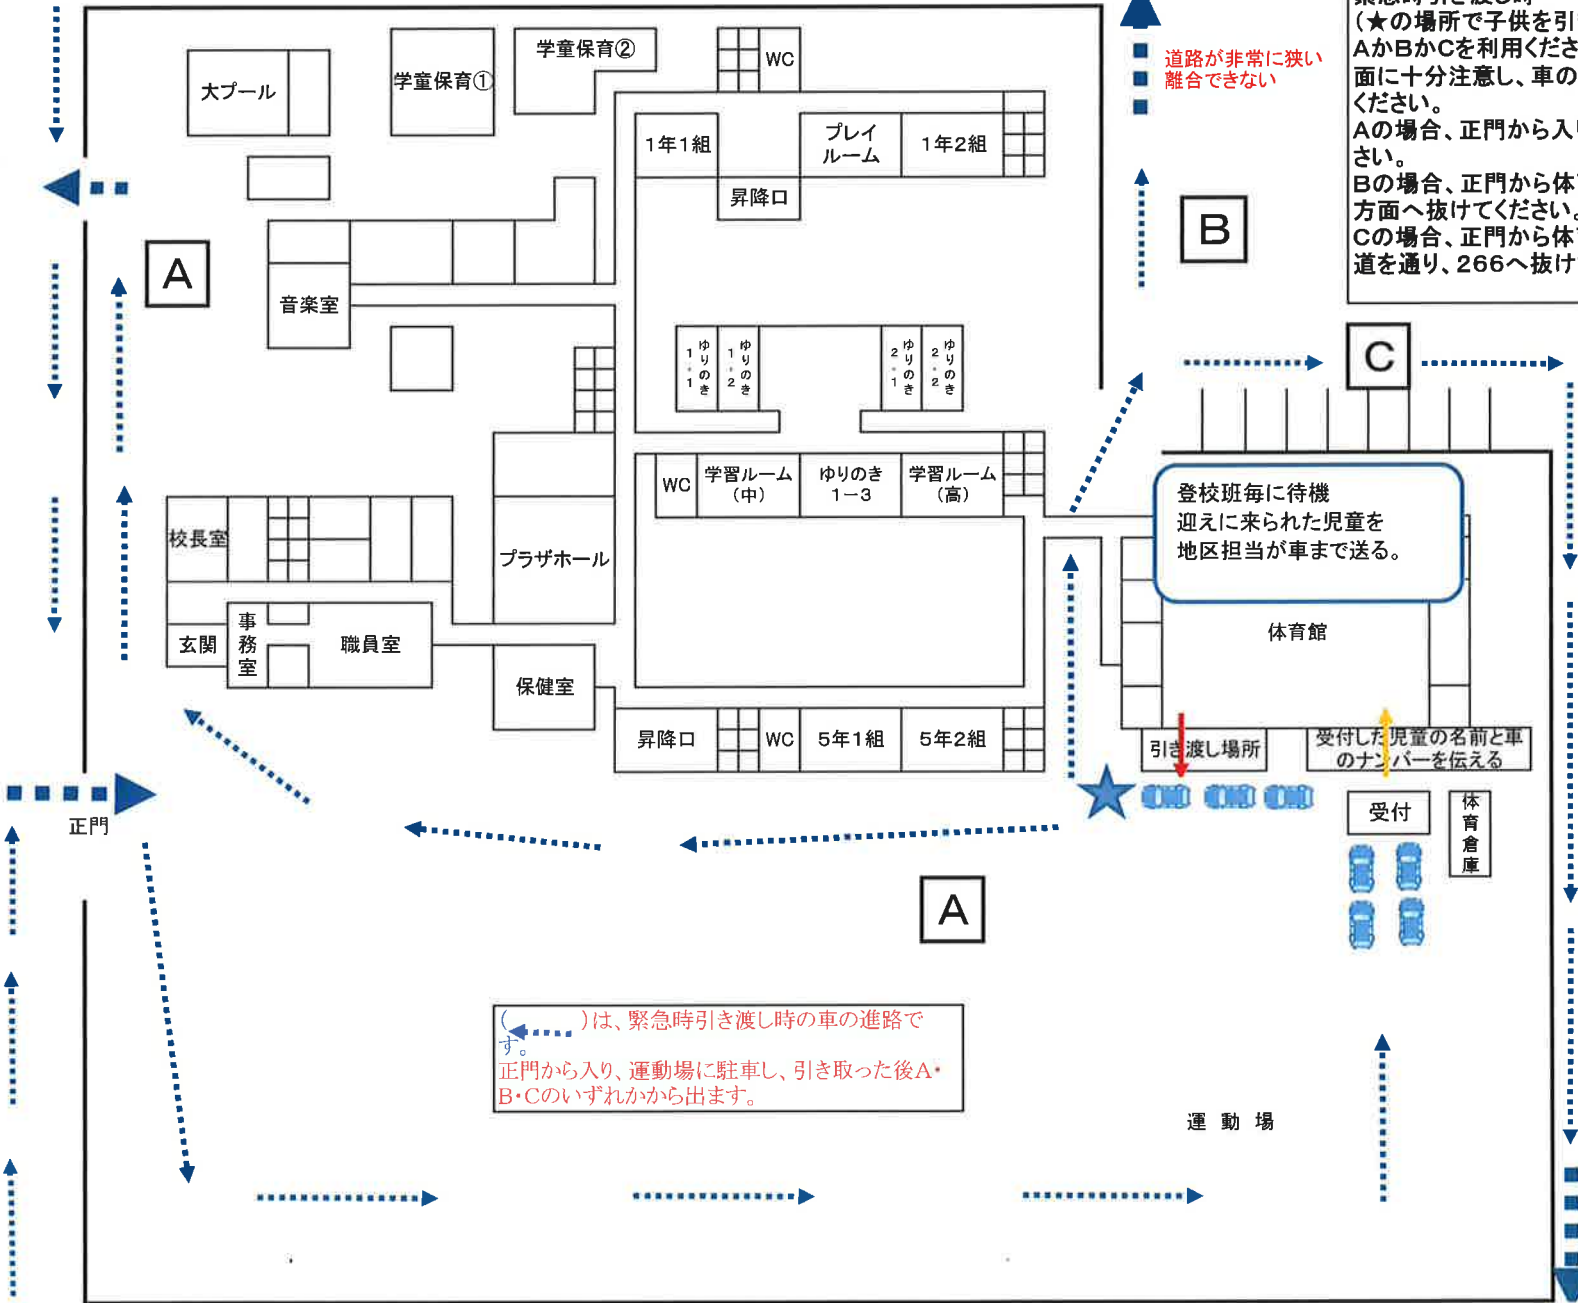 緊急時引き渡し時
(★の場所で子供を引
AかBかCを利用くださ
面に十分注意し、車の
ください。
Aの場合、正門から入り
さい。
Bの場合、正門から体
方面へ抜けてください。
Cの場合、正門から体
道を通り、266へ抜け
道路が非常に狭い
離合できない
大プール
学童保育①
学童保育②
WC
1年1組
プレイ
ルーム
1年2組
昇降口
A
B
音楽室
ゆりのき
1・1
ゆりのき
1・2
ゆりのき
2・1
ゆりのき
2・2
C
WC
学習ルーム
(中)
ゆりのき
1-3
学習ルーム
(高)
登校班毎に待機
迎えに来られた児童を
地区担当が車まで送る。
校長室
プラザホール
玄関
事務室
職員室
保健室
体育館
昇降口
WC
5年1組
5年2組
引き渡し場所
受付した児童の名前と車
のナンバーを伝える
正門
受付
体育倉庫
A
( )は、緊急時引き渡し時の車の進路で
す。
正門から入り、運動場に駐車し、引き取った後A・
B・Cのいずれかから出ます。
運動場